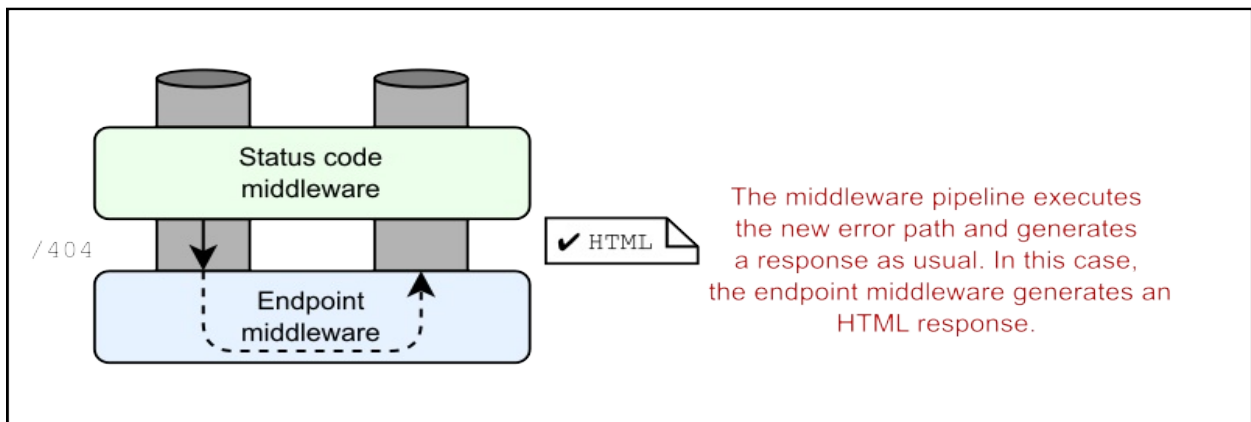 Status code
middleware
/404
✔ HTML
Endpoint
middleware
The middleware pipeline executes
the new error path and generates
a response as usual. In this case,
the endpoint middleware generates an
HTML response.